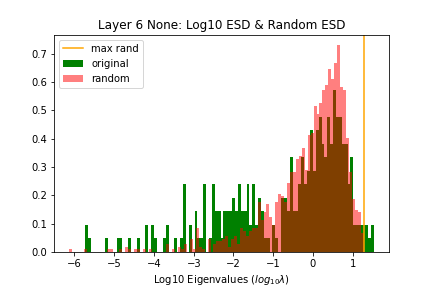 Layer 6 None: Log10 ESD & Random ESD
max rand
original
random
0.7
0.6
0.5
0.4
0.3
0.2
0.1
0.0
−6 −5 −4 −3 −2 −1 0 1
Log10 Eigenvalues (log₁₀λ)